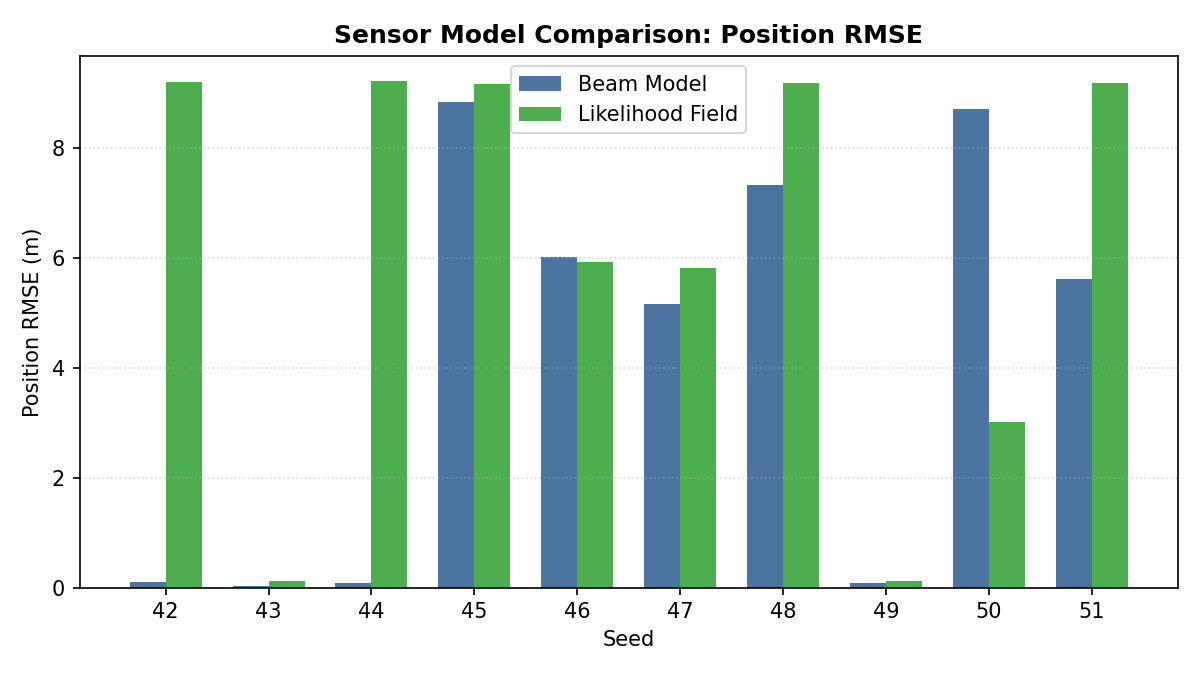 Sensor Model Comparison: Position RMSE
Beam Model
Likelihood Field
Position RMSE (m)
8
6
4
2
0
42 43 44 45 46 47 48 49 50 51
Seed